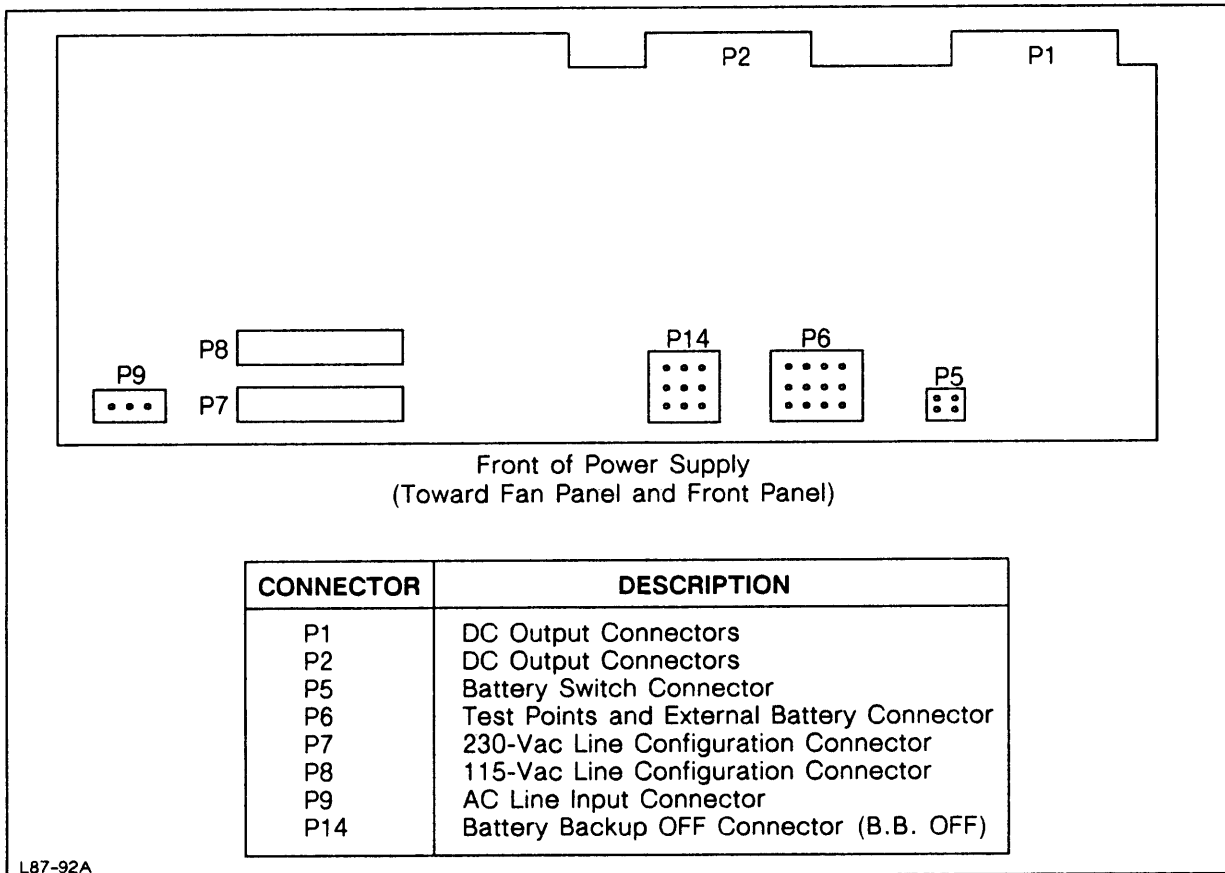 P2 P1
P8
P14 P6
P9
P7
P5
Front of Power Supply
(Toward Fan Panel and Front Panel)
CONNECTOR DESCRIPTION
P1 DC Output Connectors
P2 DC Output Connectors
P5 Battery Switch Connector
P6 Test Points and External Battery Connector
P7 230-Vac Line Configuration Connector
P8 115-Vac Line Configuration Connector
P9 AC Line Input Connector
P14 Battery Backup OFF Connector (B.B. OFF)
L87-92A